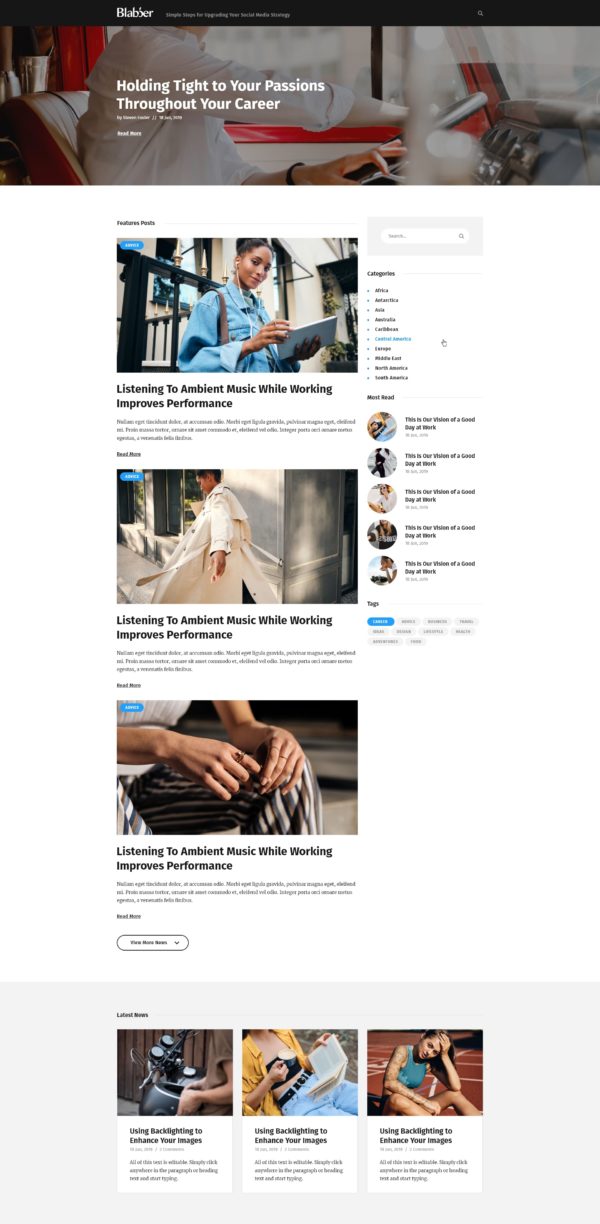 Blabber
Simple Steps for Upgrading Your Social Media Strategy
Holding Tight to Your Passions
Throughout Your Career
by Steven Foster // 18 Jun, 2019
Read More
Features Posts
ADVICE
Listening To Ambient Music While Working
Improves Performance
Nullam eget tincidunt dolor, at accumsan odio. Morbi eget ligula gravida, pulvinar magna eget, eleifend
mi. Proin massa tortor, ornare sit amet commodo et, eleifend vel odio. Integer porta orci ornare metus
egestas, a venenatis felis finibus.
Read More
ADVICE
Listening To Ambient Music While Working
Improves Performance
Nullam eget tincidunt dolor, at accumsan odio. Morbi eget ligula gravida, pulvinar magna eget, eleifend
mi. Proin massa tortor, ornare sit amet commodo et, eleifend vel odio. Integer porta orci ornare metus
egestas, a venenatis felis finibus.
Read More
ADVICE
Listening To Ambient Music While Working
Improves Performance
Nullam eget tincidunt dolor, at accumsan odio. Morbi eget ligula gravida, pulvinar magna eget, eleifend
mi. Proin massa tortor, ornare sit amet commodo et, eleifend vel odio. Integer porta orci ornare metus
egestas, a venenatis felis finibus.
Read More
View More News
Search...
Categories
Africa
Antarctica
Asia
Australia
Caribbean
Central America
Europe
Middle East
North America
South America
Most Read
This Is Our Vision of a Good
Day at Work
18 Jun, 2019
This Is Our Vision of a Good
Day at Work
18 Jun, 2019
This Is Our Vision of a Good
Day at Work
18 Jun, 2019
This Is Our Vision of a Good
Day at Work
18 Jun, 2019
This Is Our Vision of a Good
Day at Work
18 Jun, 2019
Tags
CAREER ADVICE BUSINESS TRAVEL
IDEAS DESIGN LIFESTYLE HEALTH
ADVENTURES FOOD
Latest News
Using Backlighting to
Enhance Your Images
18 Jun, 2019 / 2 Comments
All of this text is editable. Simply click
anywhere in the paragraph or heading
text and start typing.
Using Backlighting to
Enhance Your Images
18 Jun, 2019 / 2 Comments
All of this text is editable. Simply click
anywhere in the paragraph or heading
text and start typing.
Using Backlighting to
Enhance Your Images
18 Jun, 2019 / 2 Comments
All of this text is editable. Simply click
anywhere in the paragraph or heading
text and start typing.